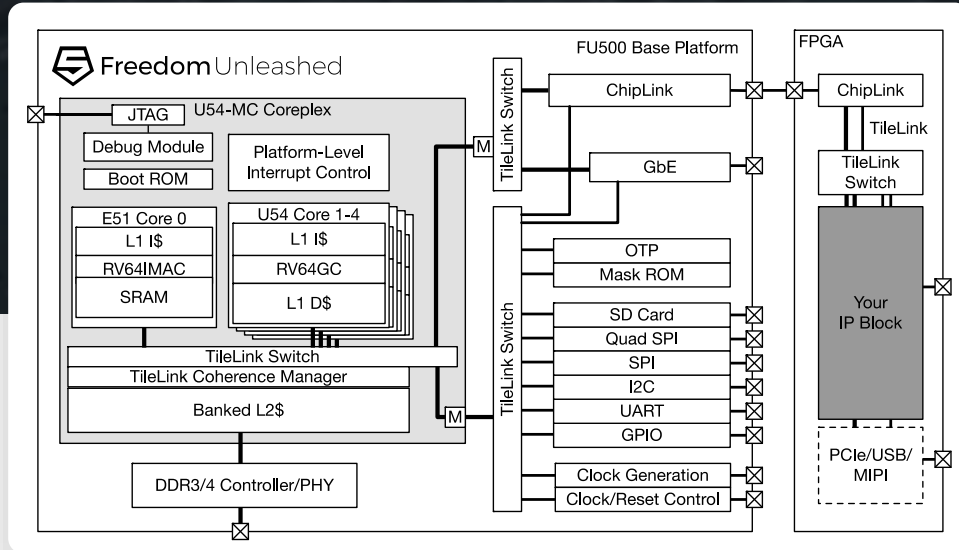 Freedom Unleashed
FU500 Base Platform
FPGA
U54-MC Coreplex
JTAG
Debug Module
Boot ROM
Platform-Level
Interrupt Control
E51 Core 0
L1 I$
RV64IMAC
SRAM
U54 Core 1-4
L1 I$
RV64GC
L1 D$
TileLink Switch
TileLink Coherence Manager
Banked L2$
DDR3/4 Controller/PHY
M
M
TileLink Switch
TileLink Switch
ChipLink
GbE
OTP
Mask ROM
SD Card
Quad SPI
SPI
I2C
UART
GPIO
Clock Generation
Clock/Reset Control
ChipLink
TileLink
TileLink
Switch
Your
IP Block
PCIe/USB/
MIPI